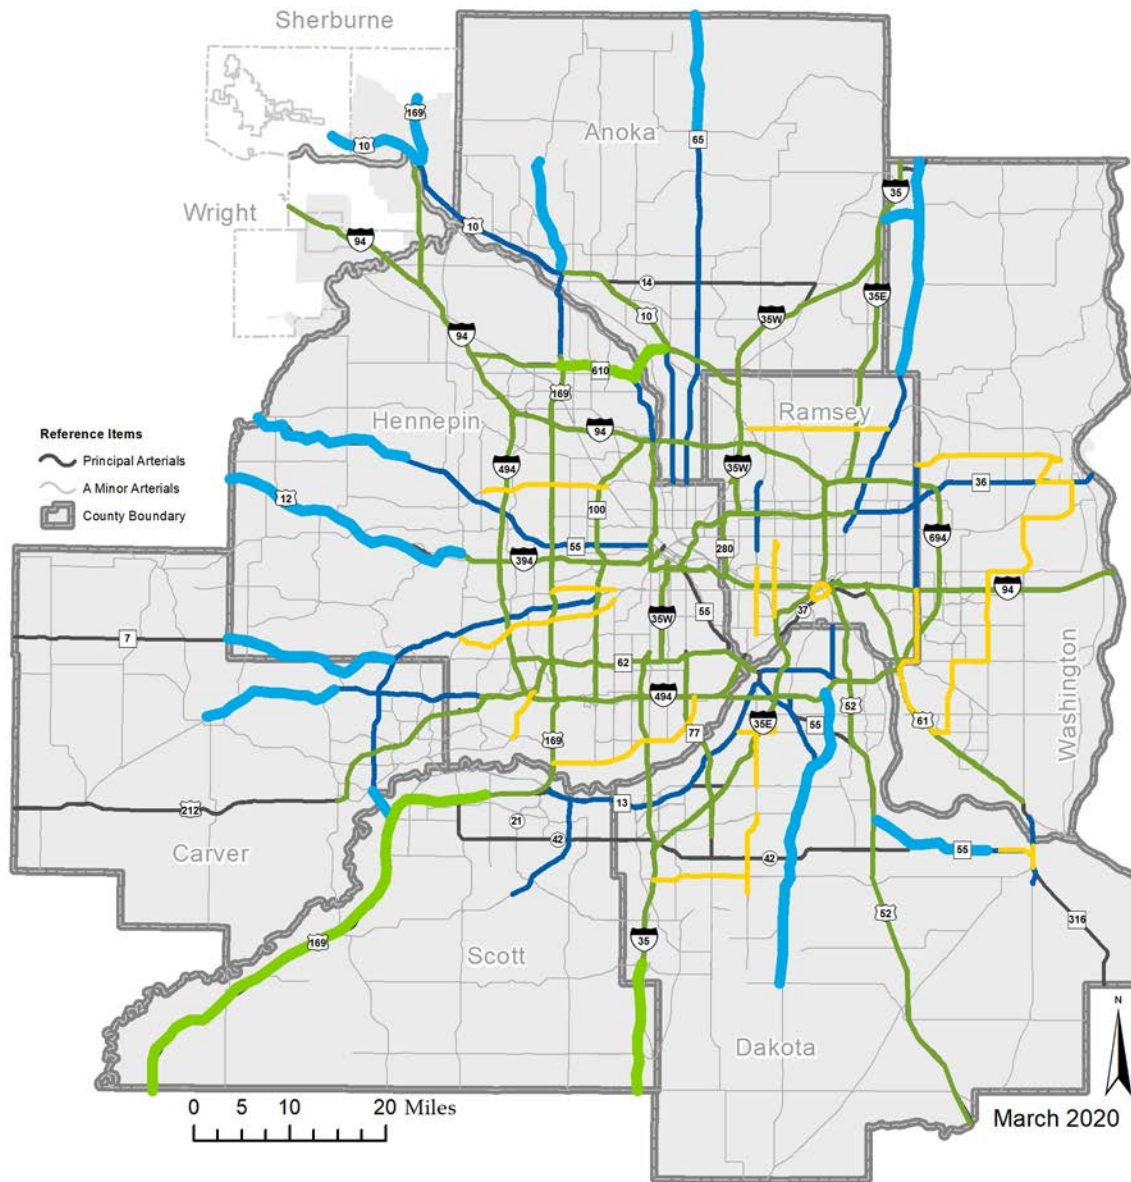 Sherburne
169
10
Anoka
65
35
Wright
94
10
14
35E
10
35W
94
610
169
Hennepin
Ramsey
94
Reference Items
Principal Arterials
A Minor Arterials
County Boundary
494
35W
36
12
100
694
55
280
394
94
55
37
7
35W
62
Washington
494
52
55
35E
61
77
169
212
13
21
42
42
55
Carver
52
316
169
35
Scott
N
Dakota
0 5 10 20 Miles
March 2020